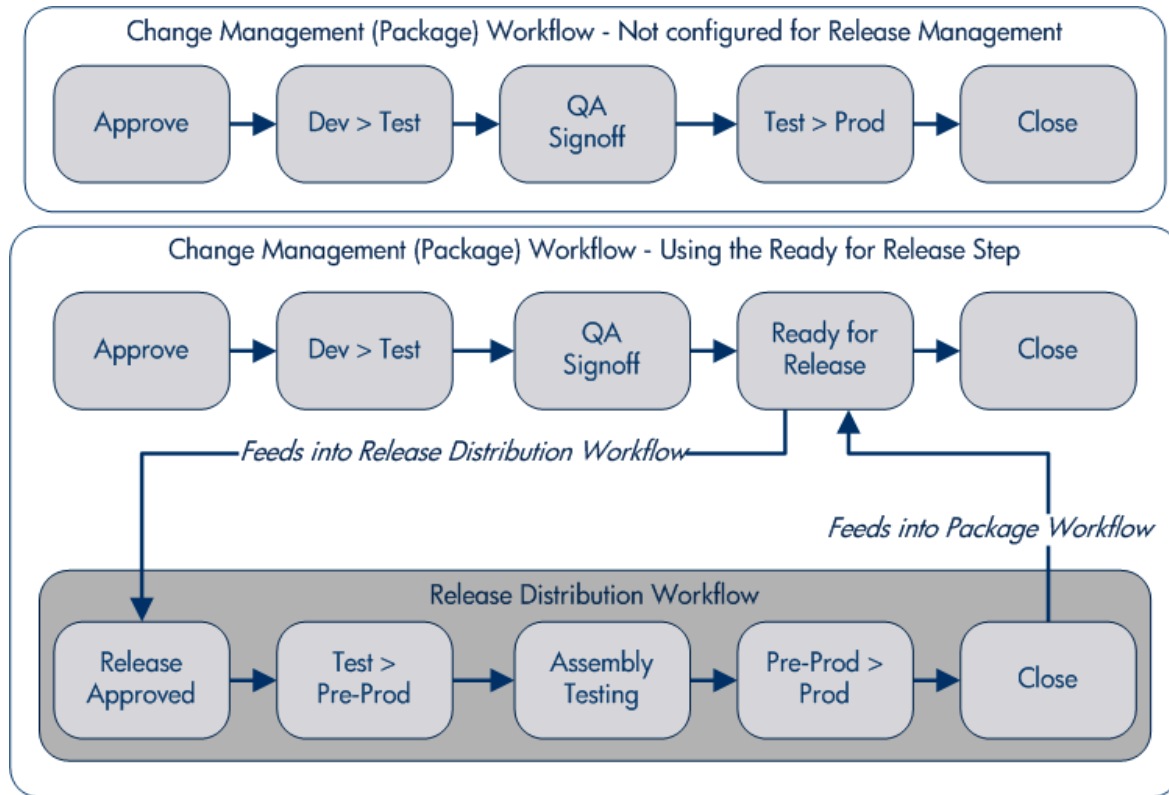 Change Management (Package) Workflow - Not configured for Release Management
Approve
Dev > Test
QA
Signoff
Test > Prod
Close
Change Management (Package) Workflow - Using the Ready for Release Step
Approve
Dev > Test
QA
Signoff
Ready for
Release
Close
Feeds into Release Distribution Workflow
Feeds into Package Workflow
Release Distribution Workflow
Release
Approved
Test >
Pre-Prod
Assembly
Testing
Pre-Prod >
Prod
Close